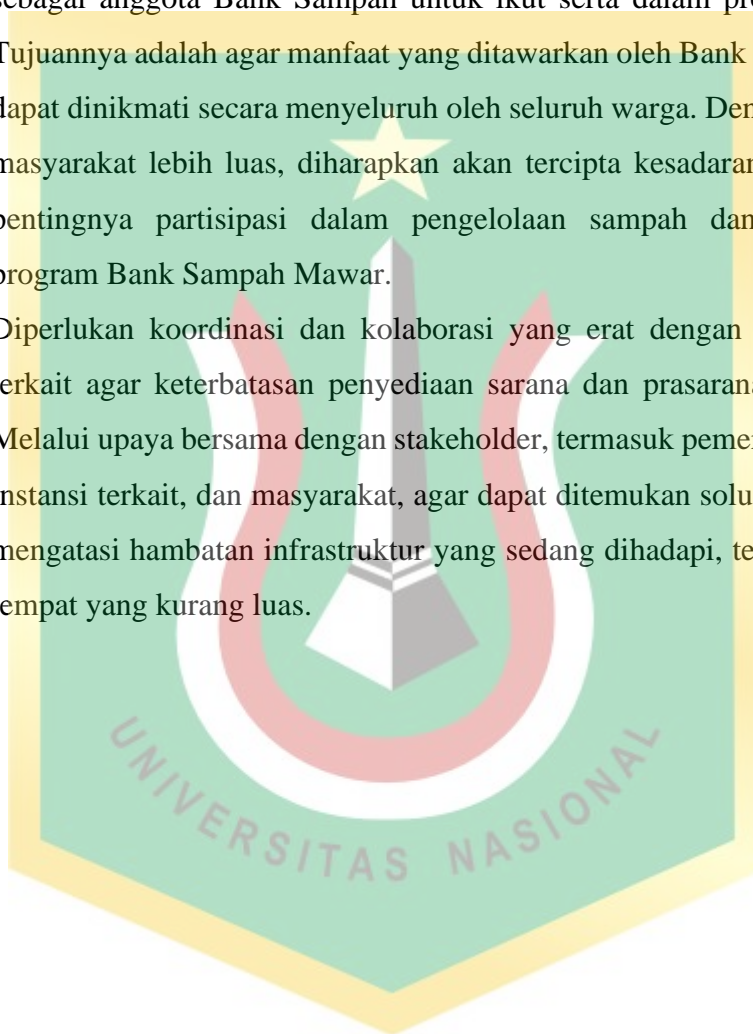 sebagai anggota Bank Sampah untuk ikut serta dalam pro
Tujuannya adalah agar manfaat yang ditawarkan oleh Bank
dapat dinikmati secara menyeluruh oleh seluruh warga. Den
masyarakat lebih luas, diharapkan akan tercipta kesadaran
pentingnya partisipasi dalam pengelolaan sampah dan
program Bank Sampah Mawar.
Diperlukan koordinasi dan kolaborasi yang erat dengan
terkait agar keterbatasan penyediaan sarana dan prasarana
Melalui upaya bersama dengan stakeholder, termasuk pemer
instansi terkait, dan masyarakat, agar dapat ditemukan solu
mengatasi hambatan infrastruktur yang sedang dihadapi, te
tempat yang kurang luas.
UNIVERSITAS NASIONAL